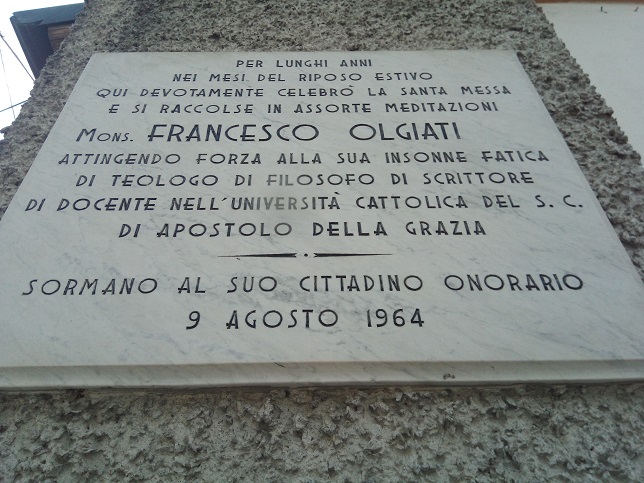 PER LUNGHI ANNI
NEI MESI DEL RIPOSO ESTIVO
QUI DEVOTAMENTE CELEBRÒ LA SANTA MESSA
E SI RACCOLSE IN ASSORTE MEDITAZIONI
MONS. FRANCESCO OLGIATI
ATTINGENDO FORZA ALLA SUA INSONNE FATICA
DI TEOLOGO DI FILOSOFO DI SCRITTORE
DI DOCENTE NELL'UNIVERSITÀ CATTOLICA DEL S. C.
DI APOSTOLO DELLA GRAZIA
SORMANO AL SUO CITTADINO ONORARIO
9 AGOSTO 1964